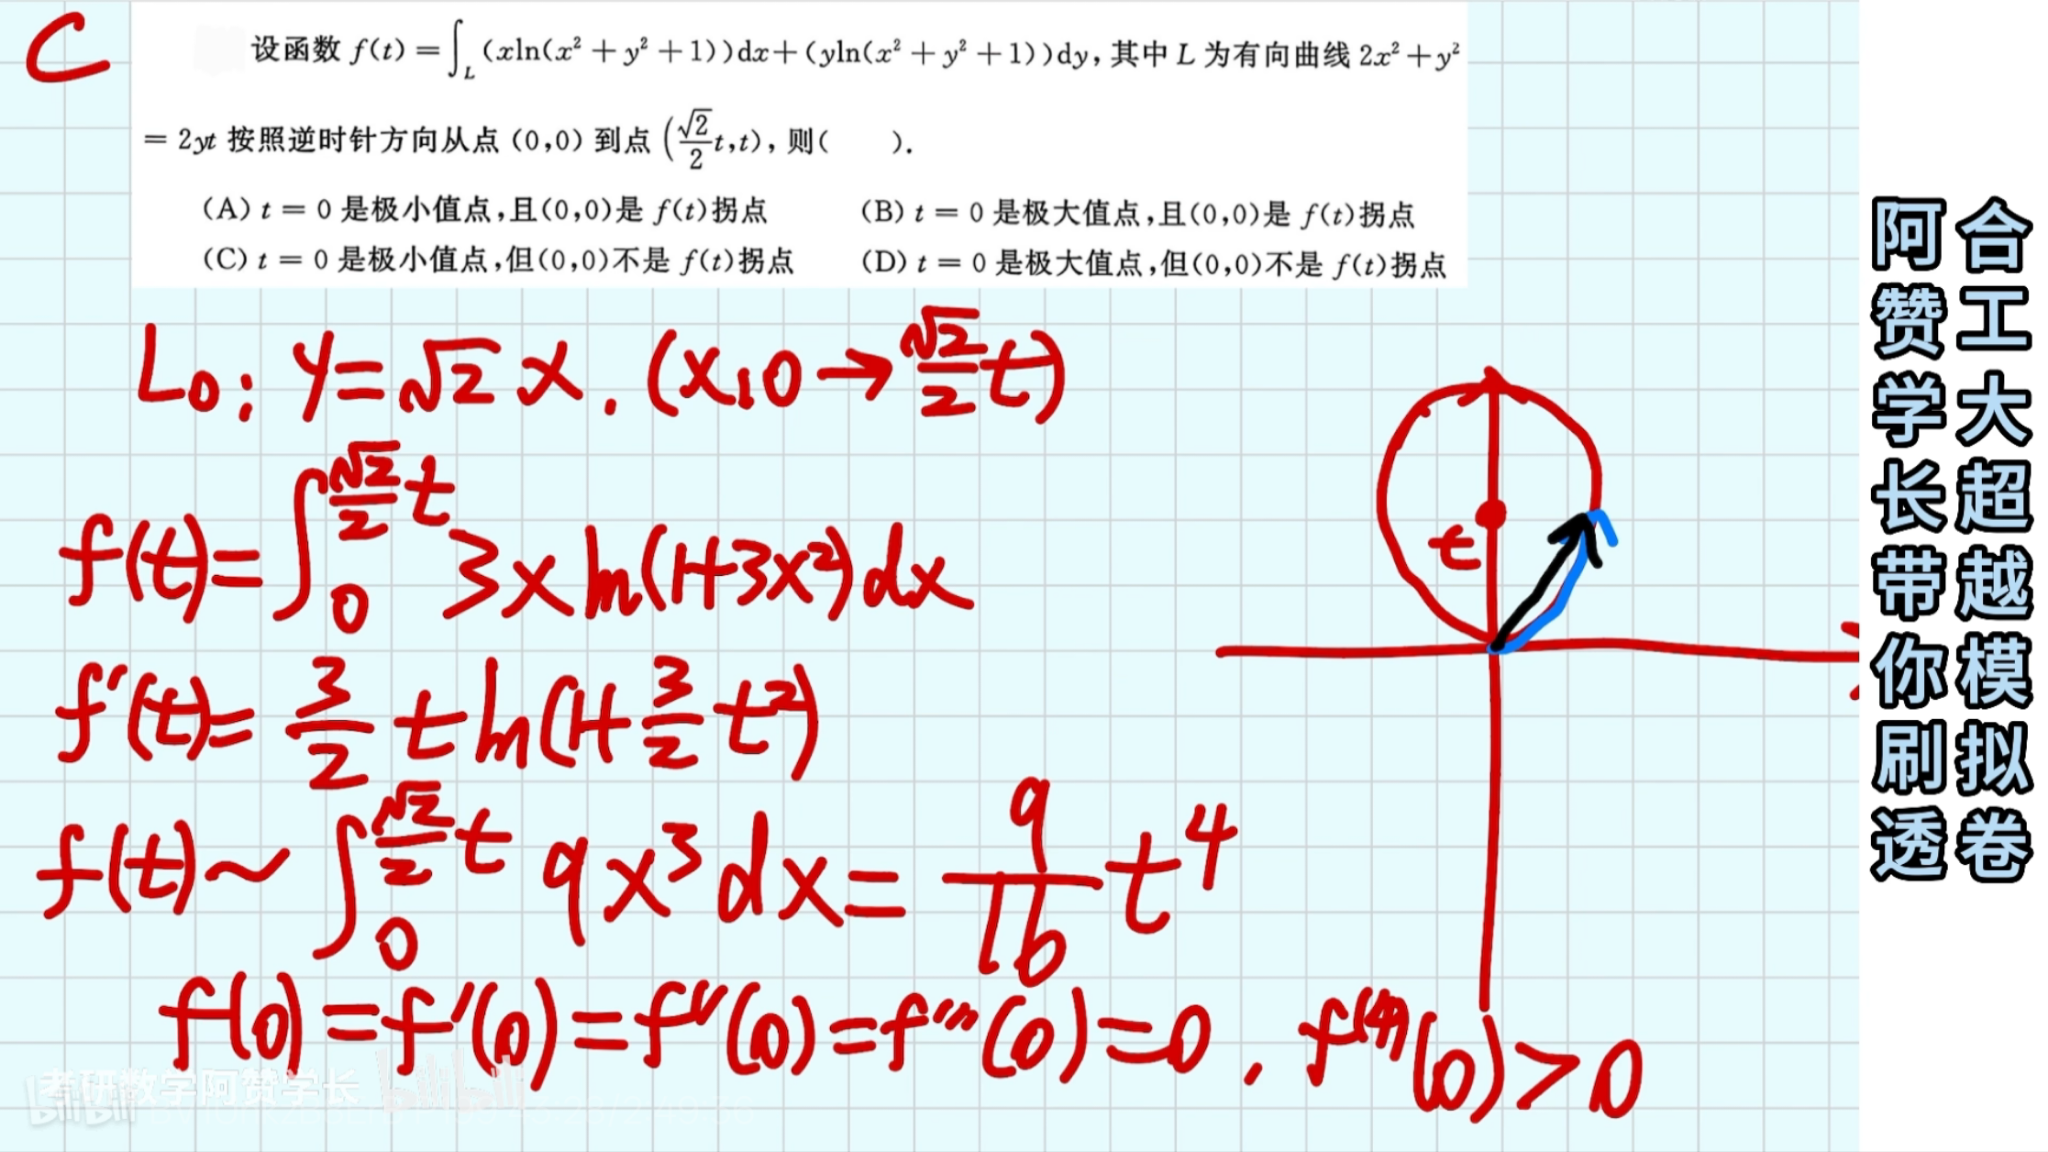 C
设函数 f(t) = ∫_L (xln(x² + y² + 1))dx + (yln(x² + y² + 1))dy, 其中 L 为有向曲线 2x² + y²
= 2yt 按照逆时针方向从点 (0,0) 到点 (√2/2 t, t), 则( ).
(A) t = 0 是极小值点,且(0,0)是 f(t)拐点 (B) t = 0 是极大值点,且(0,0)是 f(t)拐点
(C) t = 0 是极小值点,但(0,0)不是 f(t)拐点 (D) t = 0 是极大值点,但(0,0)不是 f(t)拐点
L₀: y = √2 x. (x, 0 → √2/2 t)
f(t) = ∫₀^(√2/2 t) 3x ln(1+3x²) dx
t
f'(t) = 3/2 t ln(1 + 3/2 t²)
f(t) ~ ∫₀^(√2/2 t) 9x³ dx = 9/16 t⁴
f(0) = f'(0) = f''(0) = f'''(0) = 0, f⁽⁴⁾(0) > 0
合工大超越模拟卷
阿赞学长带你刷透
考研数学阿赞学长 bilibili
bilibili